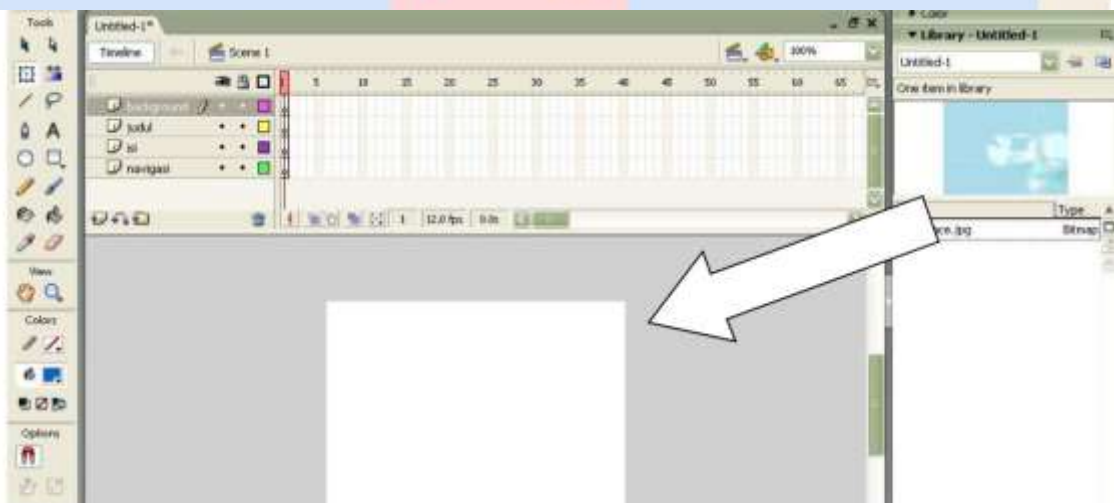 Tools
Untitled-1*
Color
Library - Untitled-1
Timeline
Scene 1
100%
Untitled-1
One item in library
5 10 15 20 25 30 35 40 45 50 55 60 65
background
judul
isi
navigasi
1 12.0 fps 0.0s
Type
.jpg Bitmap
View
Colors
Options